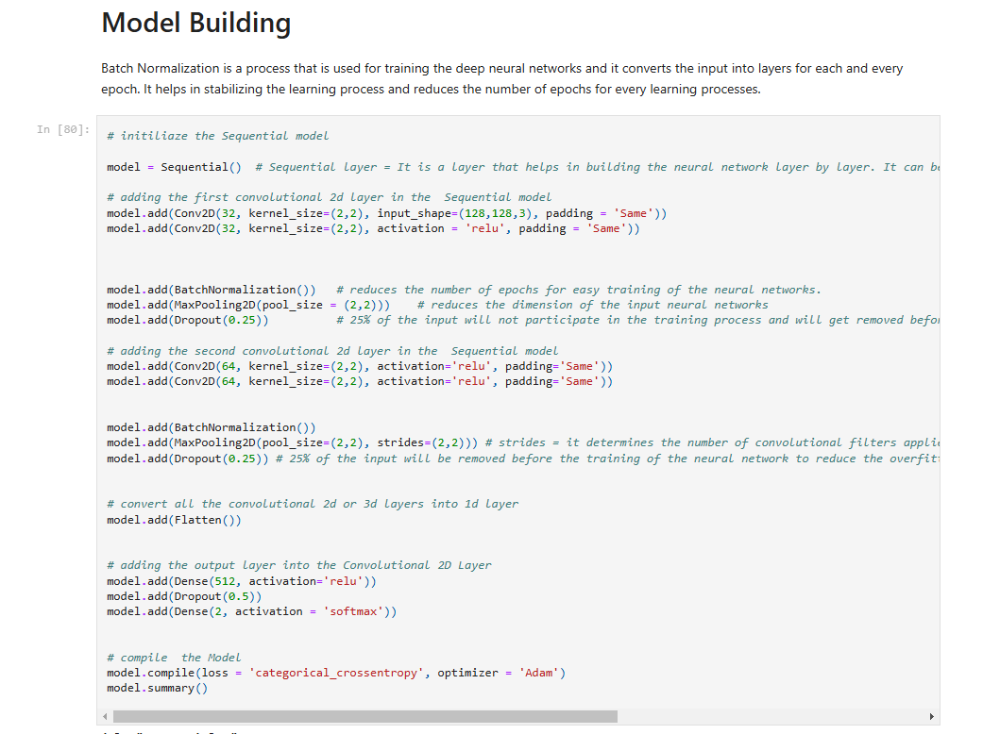 Model Building
Batch Normalization is a process that is used for training the deep neural networks and it converts the input into layers for each and every
epoch. It helps in stabilizing the learning process and reduces the number of epochs for every learning processes.
In [80]:
# initiliaze the Sequential model
model = Sequential()  # Sequential layer = It is a layer that helps in building the neural network layer by layer. It can
# adding the first convolutional 2d layer in the  Sequential model
model.add(Conv2D(32, kernel_size=(2,2), input_shape=(128,128,3), padding = 'Same'))
model.add(Conv2D(32, kernel_size=(2,2), activation = 'relu', padding = 'Same'))
model.add(BatchNormalization())   # reduces the number of epochs for easy training of the neural networks.
model.add(MaxPooling2D(pool_size = (2,2)))    # reduces the dimension of the input neural networks
model.add(Dropout(0.25))          # 25% of the input will not participate in the training process and will get removed
# adding the second convolutional 2d layer in the  Sequential model
model.add(Conv2D(64, kernel_size=(2,2), activation='relu', padding='Same'))
model.add(Conv2D(64, kernel_size=(2,2), activation='relu', padding='Same'))
model.add(BatchNormalization())
model.add(MaxPooling2D(pool_size=(2,2), strides=(2,2))) # strides = it determines the number of convolutional filters
model.add(Dropout(0.25)) # 25% of the input will be removed before the training of the neural network to reduce the
# convert all the convolutional 2d or 3d layers into 1d layer
model.add(Flatten())
# adding the output layer into the Convolutional 2D Layer
model.add(Dense(512, activation='relu'))
model.add(Dropout(0.5))
model.add(Dense(2, activation = 'softmax'))
# compile  the Model
model.compile(loss = 'categorical_crossentropy', optimizer = 'Adam')
model.summary()